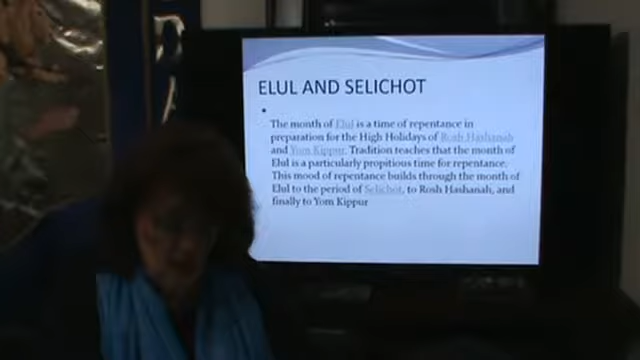 ELUL AND SELICHOT
• The month of Elul is a time of repentance in
preparation for the High Holidays of Rosh Hashanah
and Yom Kippur. Tradition teaches that the month of
Elul is a particularly propitious time for repentance.
This mood of repentance builds through the month of
Elul to the period of Selichot, to Rosh Hashanah, and
finally to Yom Kippur